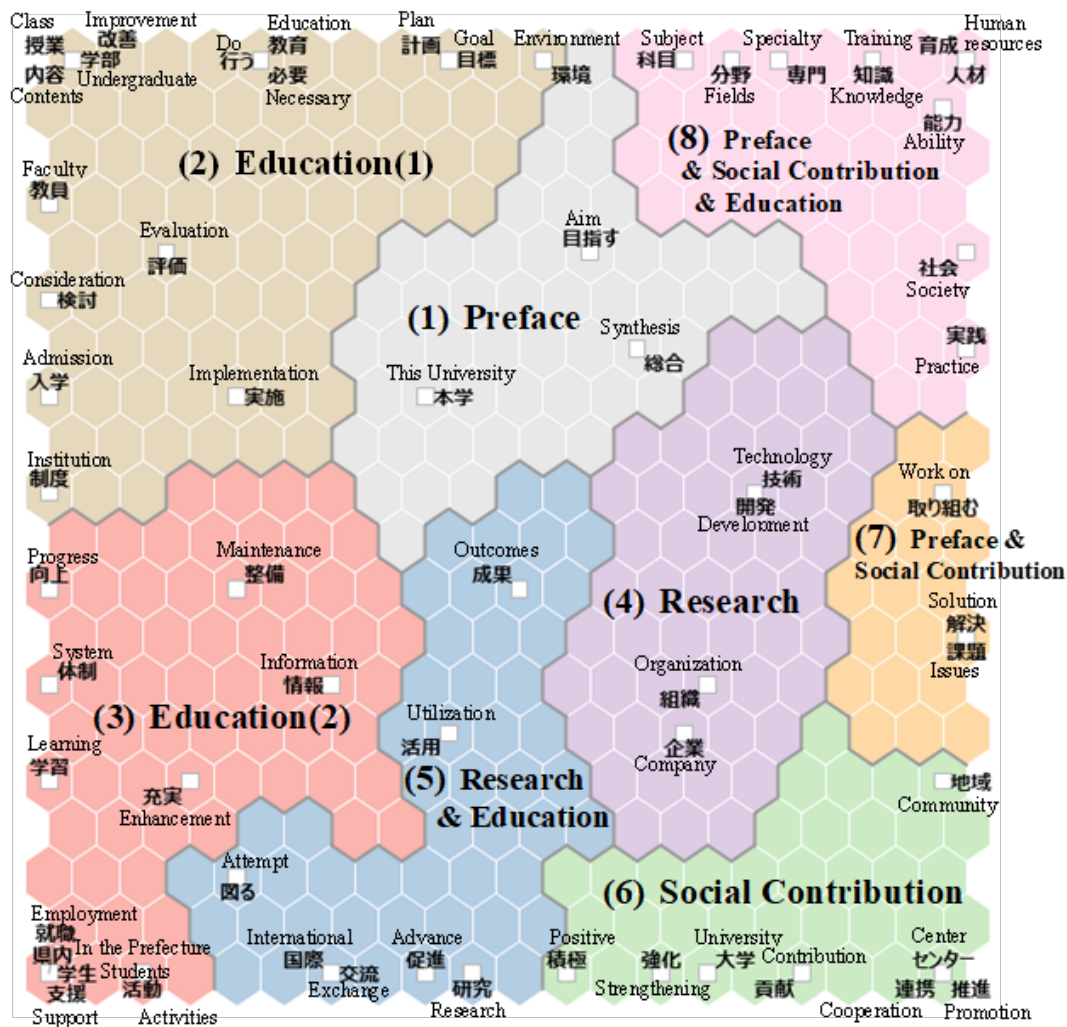 Class
授業
Improvement
改善
学部
Undergraduate
内容
Contents
Do
行う
Education
教育
必要
Necessary
Plan
計画
Goal
目標
Environment
環境
Subject
科目
分野
Fields
Specialty
専門
Training
知識
Knowledge
育成
Human
resources
人材
能力
Ability
(2) Education(1)
(8) Preface
& Social Contribution
& Education
Faculty
教員
Evaluation
評価
Aim
目指す
Consideration
検討
社会
Society
(1) Preface
Synthesis
総合
実践
Practice
Admission
入学
Implementation
実施
This University
本学
Institution
制度
Technology
技術
開発
Development
Work on
取り組む
(7) Preface &
Social Contribution
Progress
向上
Maintenance
整備
Outcomes
成果
(4) Research
Solution
解決
課題
Issues
System
体制
Information
情報
Organization
組織
(3) Education(2)
Utilization
活用
企業
Company
Learning
学習
充実
Enhancement
(5) Research
& Education
地域
Community
Attempt
図る
(6) Social Contribution
Employment
就職
県内
In the Prefecture
学生
Students
支援
Support
活動
Activities
International
国際
交流
Exchange
Advance
促進
研究
Research
Positive
積極
強化
Strengthening
University
大学
Contribution
貢献
Center
センター
連携
推進
Cooperation
Promotion